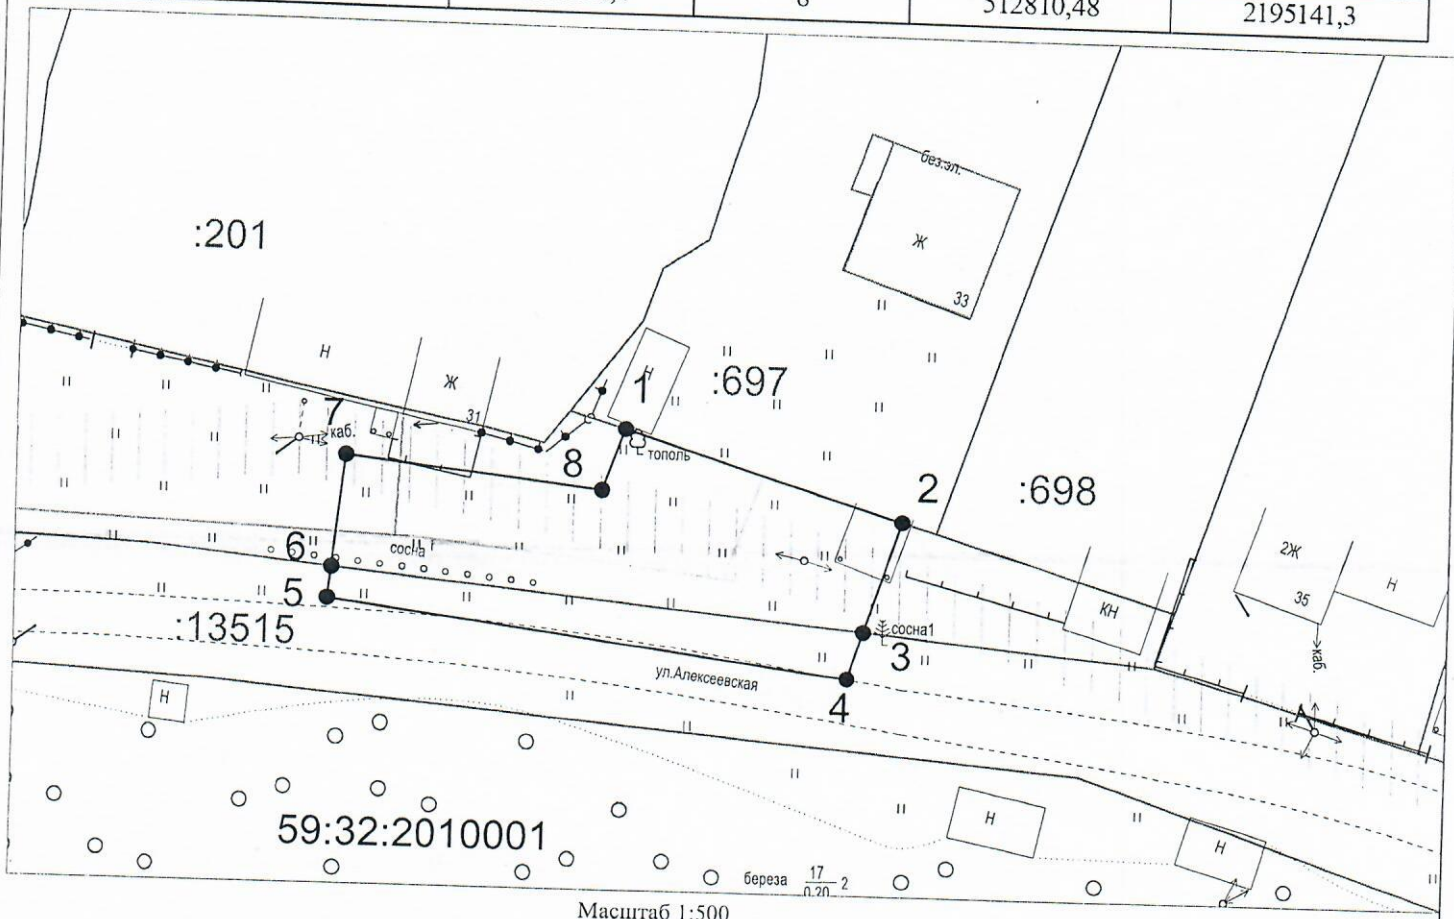 8 512810,48 2195141,3
без.эл.
Ж
33
:201
Н
Ж
31
Н
1
:697
7
каб.
8
тополь
2
:698
2Ж
35
Н
каб.
КН
6
сосна
5
:13515
сосна1
3
ул.Алексеевская
4
Н
А
59:32:2010001
Н
Н
береза 17/0.20 2
Масштаб 1:500